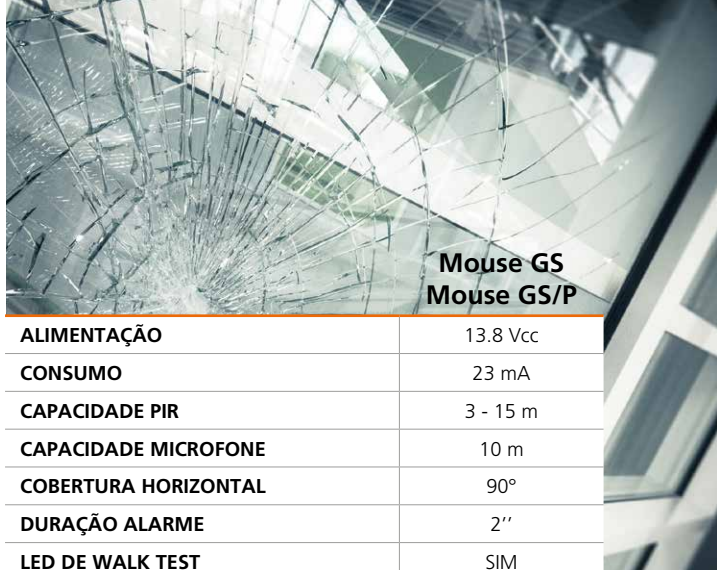 Mouse GS
Mouse GS/P
ALIMENTAÇÃO 13.8 Vcc
CONSUMO 23 mA
CAPACIDADE PIR 3 - 15 m
CAPACIDADE MICROFONE 10 m
COBERTURA HORIZONTAL 90°
DURAÇÃO ALARME 2’’
LED DE WALK TEST SIM